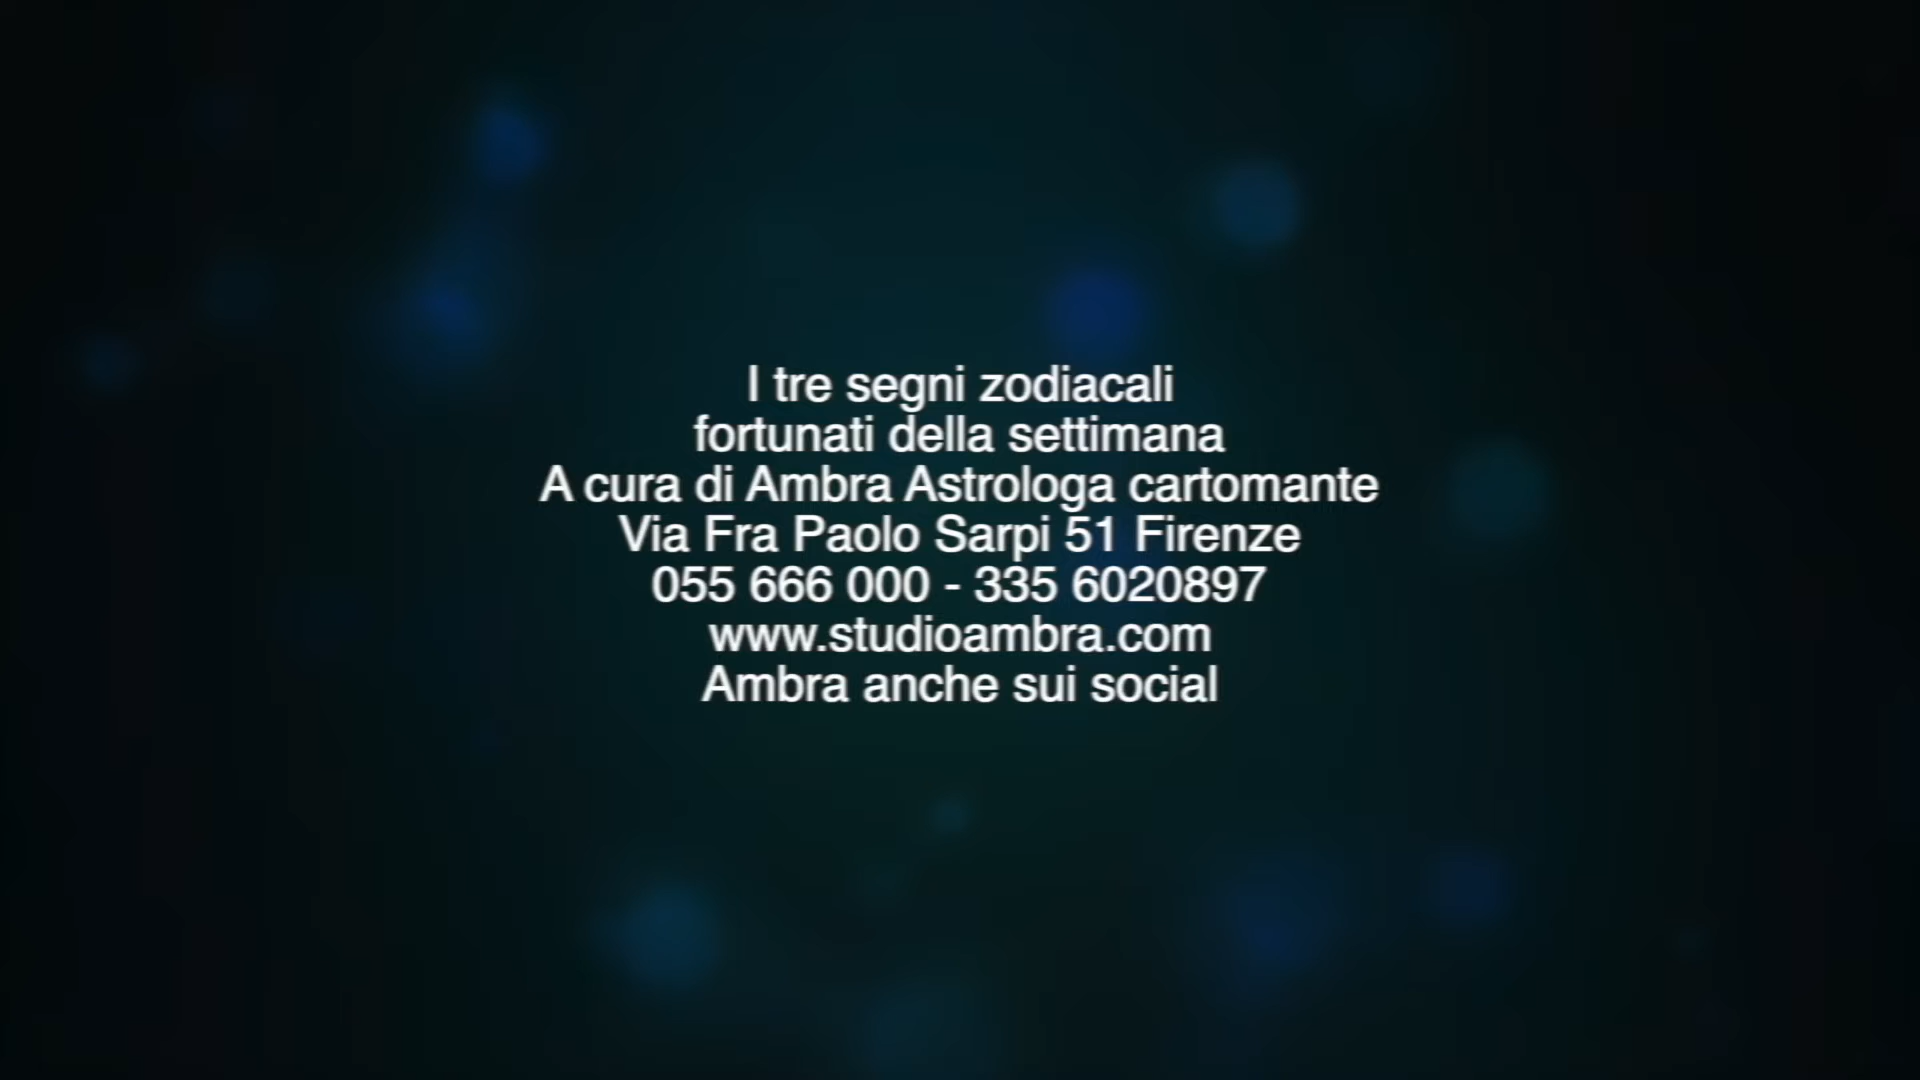 I tre segni zodiacali
fortunati della settimana
A cura di Ambra Astrologa cartomante
Via Fra Paolo Sarpi 51 Firenze
055 666 000 - 335 6020897
www.studioambra.com
Ambra anche sui social